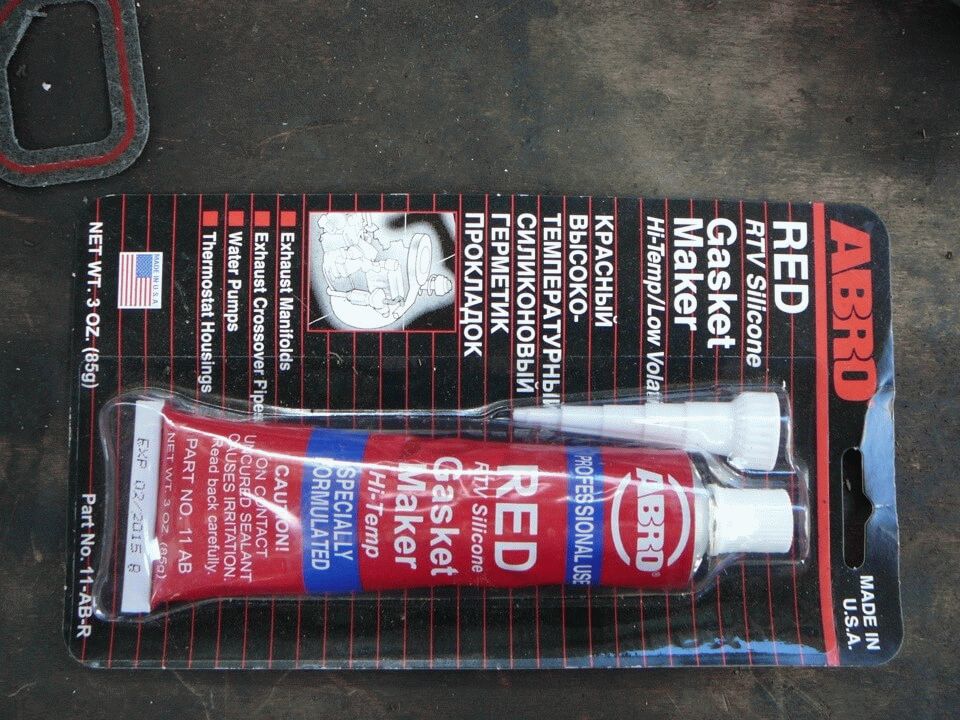 ABRO
MADE IN
U.S.A.
RED
RTV Silicone
Gasket
Maker
Hi-Temp/Low
КРАСНЫЙ
ВЫСОКО-
ТЕМПЕРАТУРНЫЙ
СИЛИКОНОВЫЙ
ГЕРМЕТИК
ПРОКЛАДОК
Exhaust Manifolds
Exhaust Crossover Pipes
Water Pumps
Thermostat Housings
MADE IN U.S.A.
NET WT. 3 OZ. (85g)
Part No. 11-AB-R
ABRO®
PROFESSIONAL USE
RED
RTV Silicone
Gasket
Maker
Hi-Temp
SPECIALLY
FORMULATED
CAUTION!
ON CONTACT
UNCURED SEALANT
CAUSES IRRITATION.
Read back carefully.
PART NO. 11 AB
NET WT. 3 OZ (85g)
EXP 02/2015 B